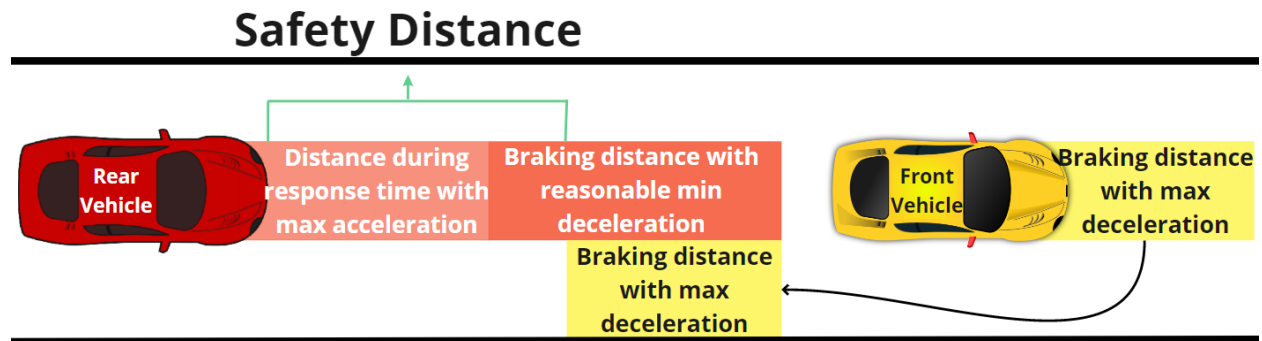 Safety Distance
Rear
Vehicle
Distance during
response time with
max acceleration
Braking distance with
reasonable min
deceleration
Braking distance
with max
deceleration
Front
Vehicle
Braking distance
with max
deceleration